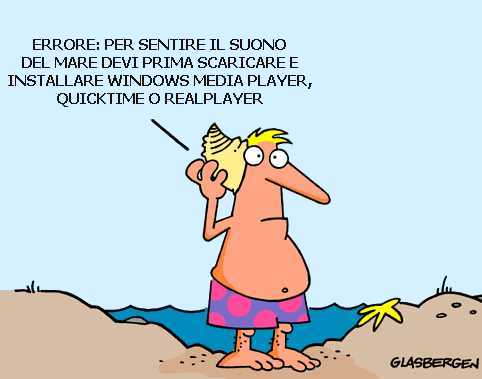 ERRORE: PER SENTIRE IL SUONO
DEL MARE DEVI PRIMA SCARICARE E
INSTALLARE WINDOWS MEDIA PLAYER,
QUICKTIME O REALPLAYER
GLASBERGEN